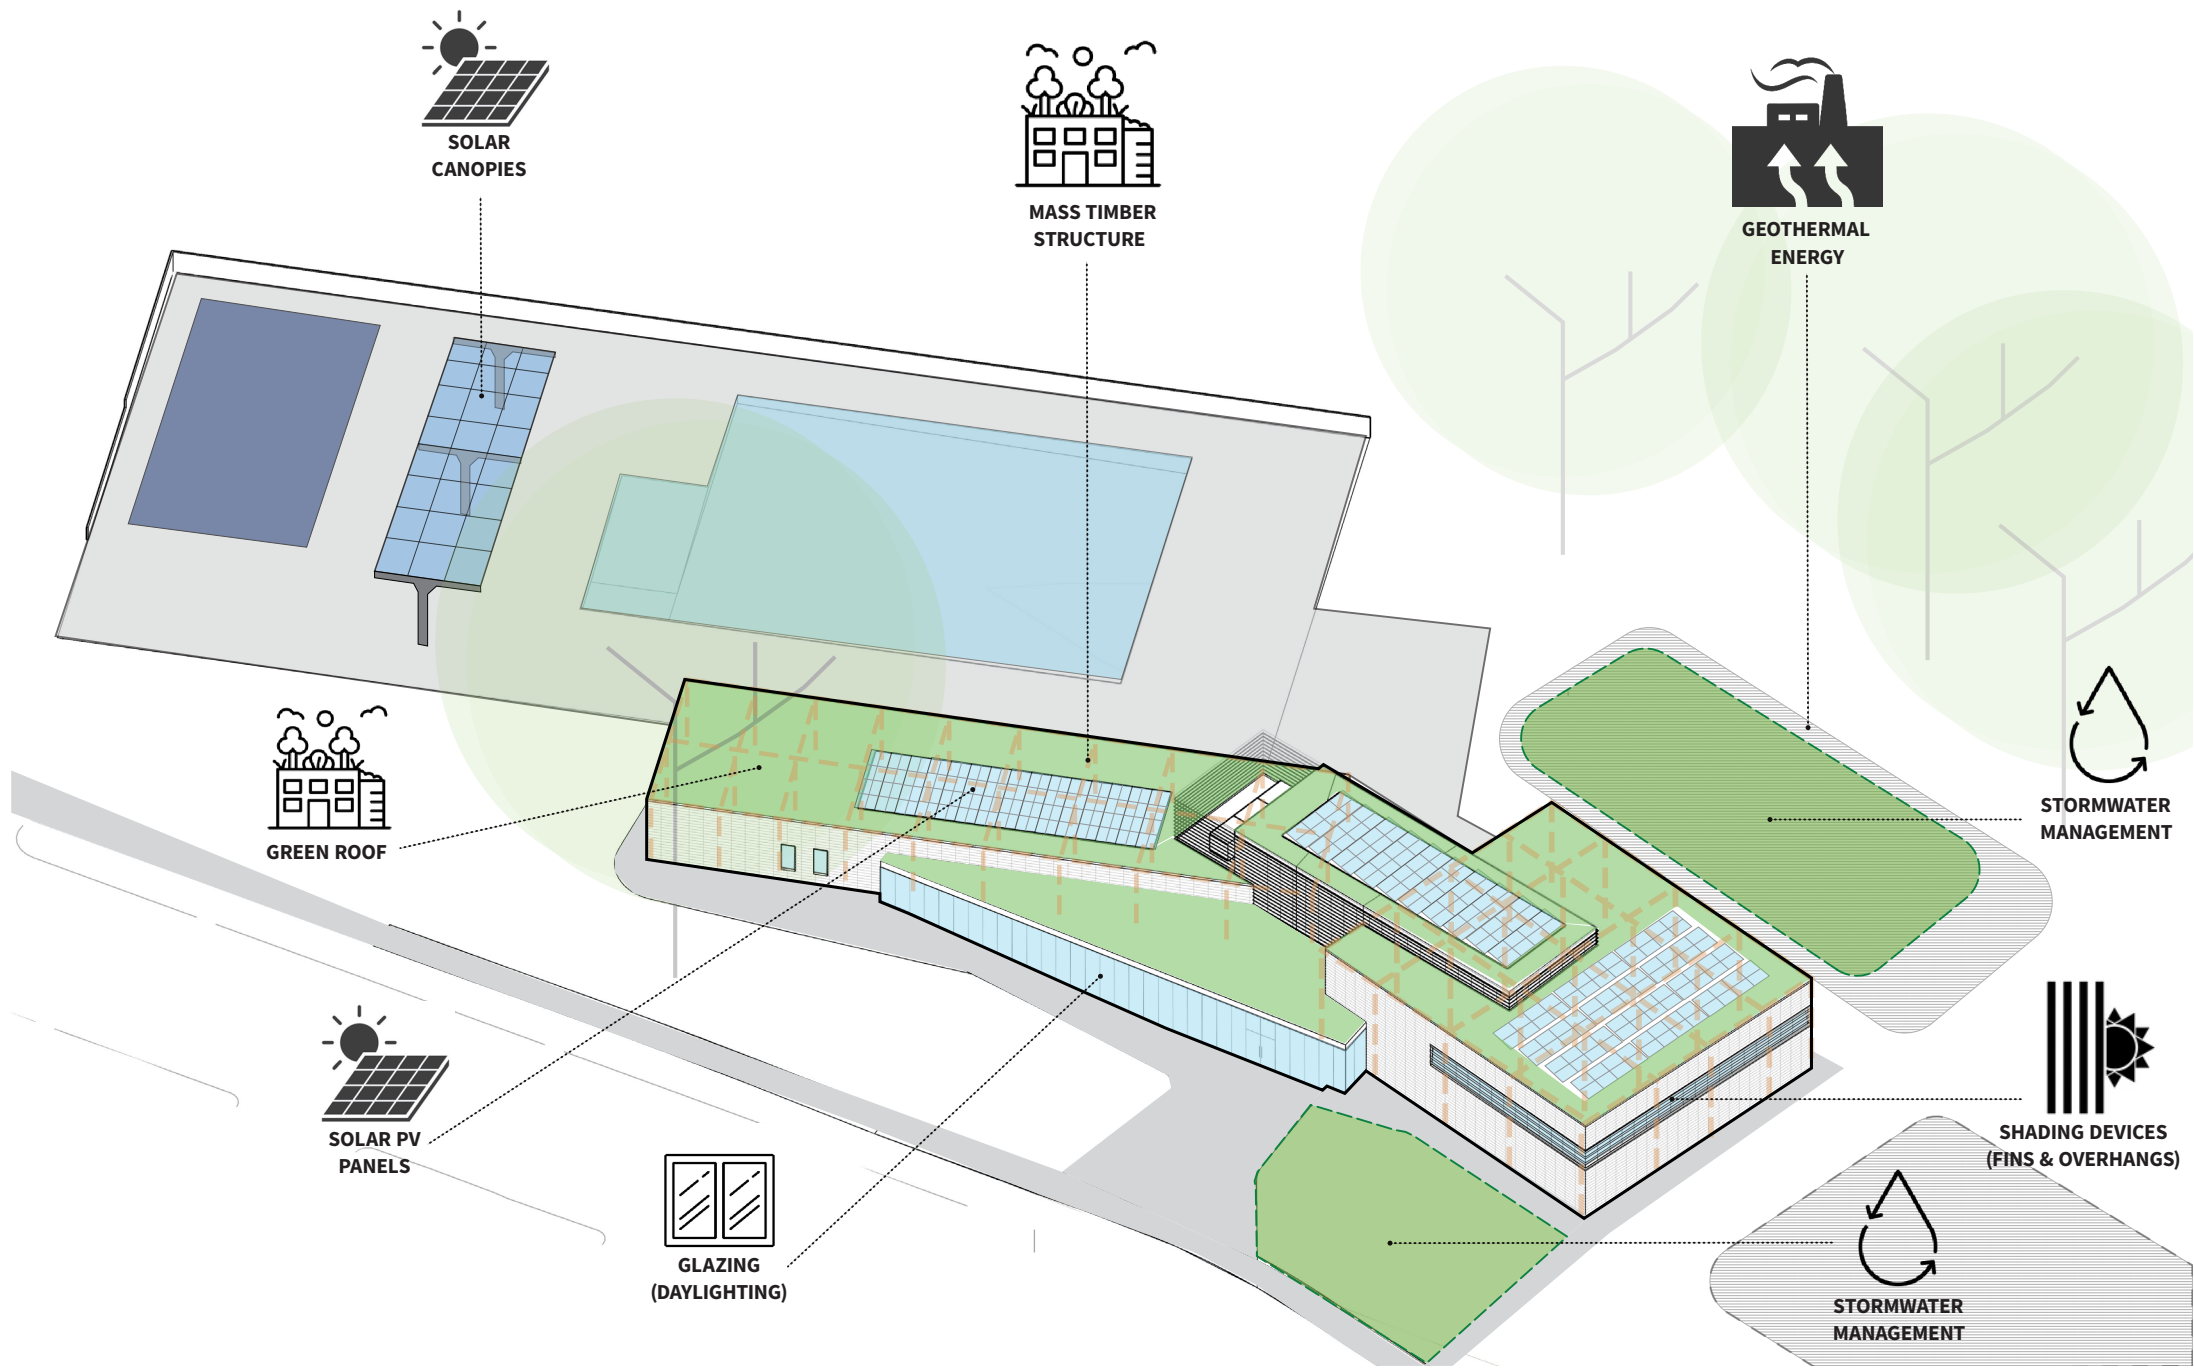 SOLAR
CANOPIES
MASS TIMBER
STRUCTURE
GEOTHERMAL
ENERGY
GREEN ROOF
STORMWATER
MANAGEMENT
SOLAR PV
PANELS
SHADING DEVICES
(FINS & OVERHANGS)
GLAZING
(DAYLIGHTING)
STORMWATER
MANAGEMENT